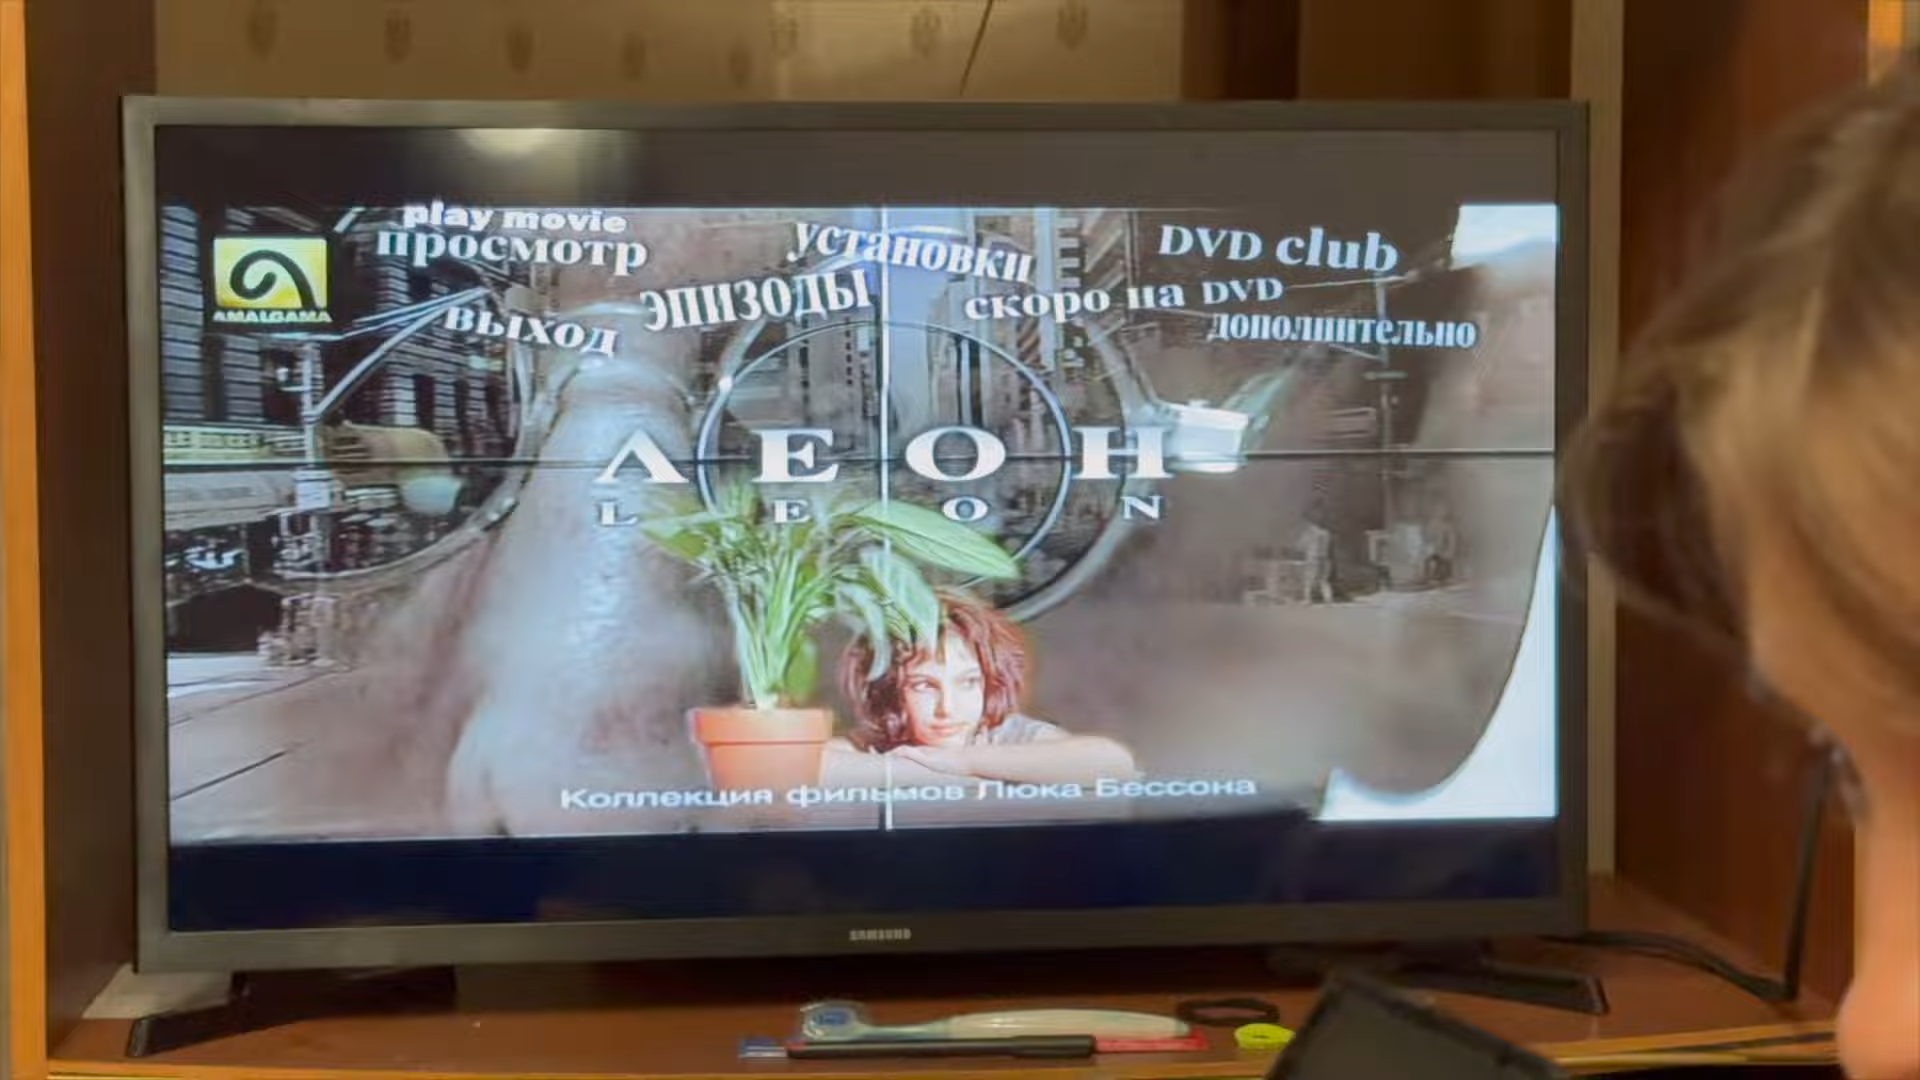 play movie
просмотр
установки
DVD club
AMALGAMA
выход
эпизоды
скоро на DVD
дополнительно
ЛЕОН
LEON
Коллекция фильмов Люка Бессона
SAMSUNG